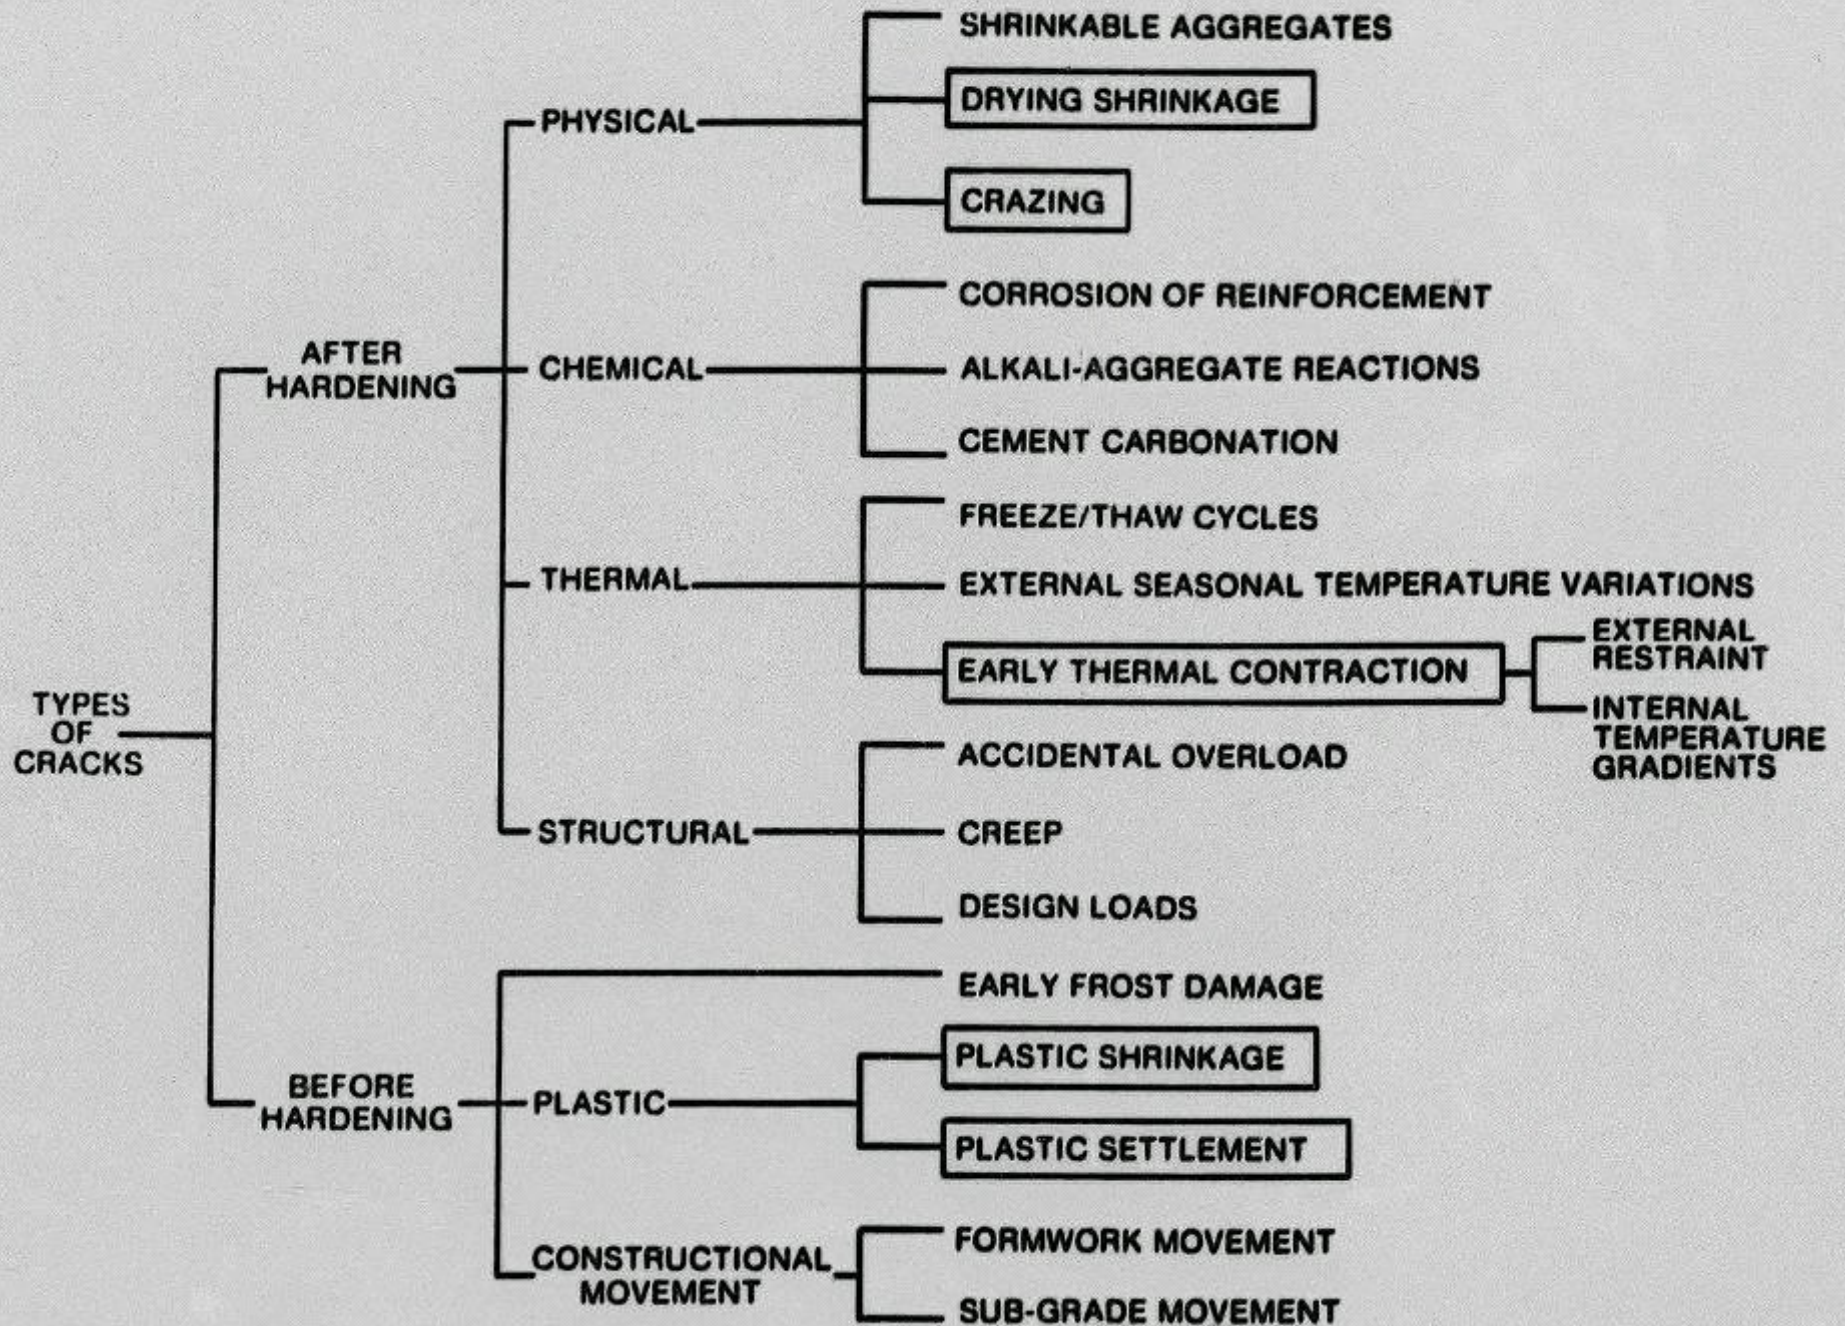 SHRINKABLE AGGREGATES
DRYING SHRINKAGE
PHYSICAL
CRAZING
CORROSION OF REINFORCEMENT
AFTER
HARDENING
CHEMICAL
ALKALI-AGGREGATE REACTIONS
CEMENT CARBONATION
FREEZE/THAW CYCLES
THERMAL
EXTERNAL SEASONAL TEMPERATURE VARIATIONS
EARLY THERMAL CONTRACTION
EXTERNAL
RESTRAINT
INTERNAL
TEMPERATURE
GRADIENTS
TYPES
OF
CRACKS
ACCIDENTAL OVERLOAD
STRUCTURAL
CREEP
DESIGN LOADS
EARLY FROST DAMAGE
PLASTIC SHRINKAGE
BEFORE
HARDENING
PLASTIC
PLASTIC SETTLEMENT
CONSTRUCTIONAL
MOVEMENT
FORMWORK MOVEMENT
SUB-GRADE MOVEMENT